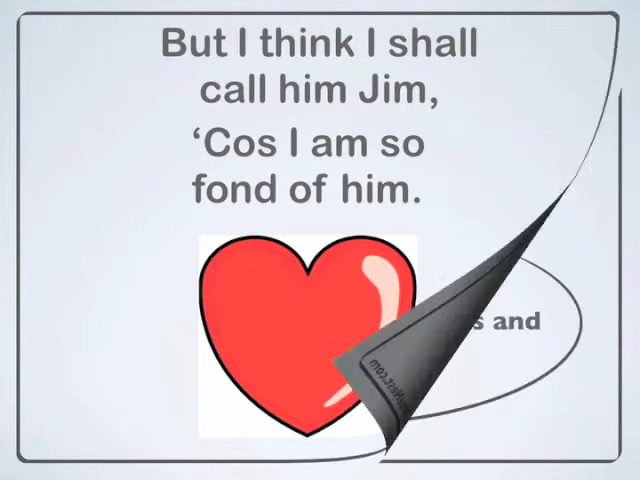 But I think I shall
call him Jim,
‘Cos I am so
fond of him.
and